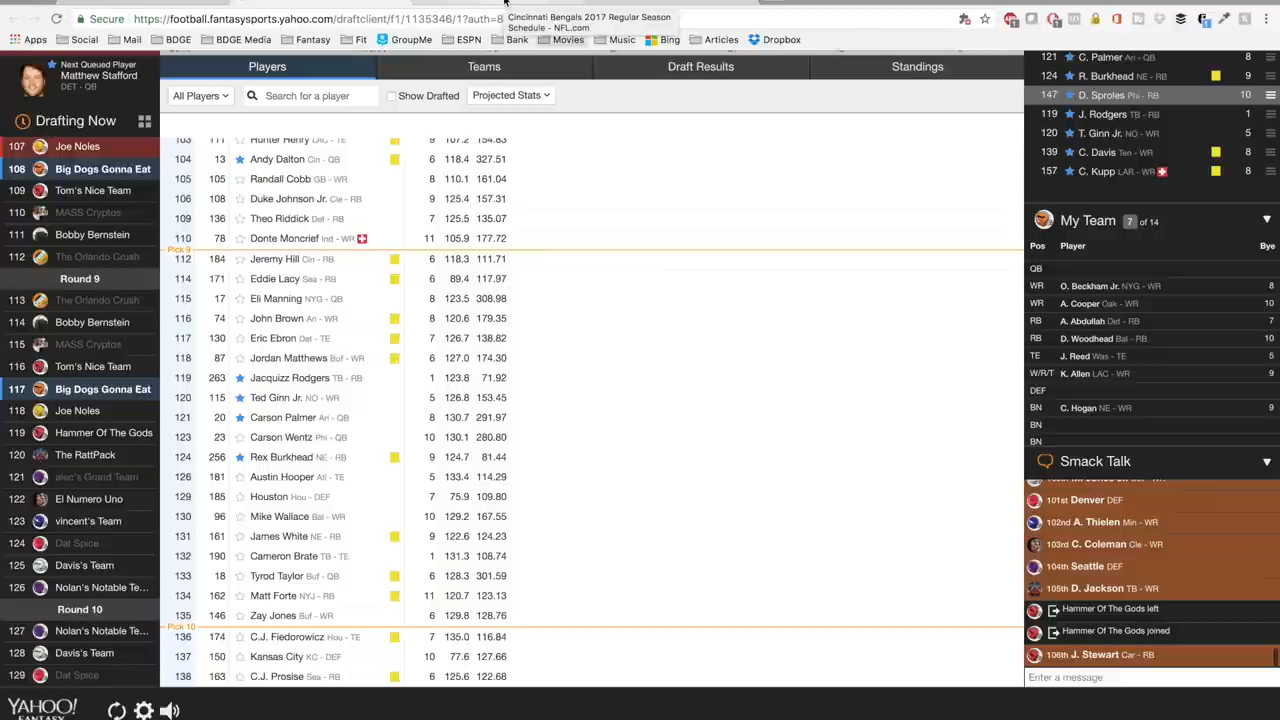 Secure https://football.fantasysports.yahoo.com/draftclient/f1/1135346/1?auth=8
Cincinnati Bengals 2017 Regular Season
Schedule - NFL.com
Apps Social Mail BDGE BDGE Media Fantasy Fit GroupMe ESPN Bank Movies Music Bing Articles Dropbox
Next Queued Player
Matthew Stafford
DET - QB
Drafting Now
107 Joe Noles
108 Big Dogs Gonna Eat
109 Tom's Nice Team
110 MASS Cryptos
111 Bobby Bernstein
112 The Orlando Crush
Round 9
113 The Orlando Crush
114 Bobby Bernstein
115 MASS Cryptos
116 Tom's Nice Team
117 Big Dogs Gonna Eat
118 Joe Noles
119 Hammer Of The Gods
120 The RattPack
121 alec's Grand Team
122 El Numero Uno
123 vincent's Team
124 Dat Spice
125 Davis's Team
126 Nolan's Notable Te...
Round 10
127 Nolan's Notable Te...
128 Davis's Team
129 Dat Spice
YAHOO!
FANTASY
Players Teams Draft Results Standings
All Players Search for a player Show Drafted Projected Stats
103 111 Hunter Henry LAC - TE 9 107.2 154.83
104 13 Andy Dalton Cin - QB 6 118.4 327.51
105 105 Randall Cobb GB - WR 8 110.1 161.04
106 108 Duke Johnson Jr. Cle - RB 9 125.4 157.31
109 136 Theo Riddick Det - RB 7 125.5 135.07
110 78 Donte Moncrief Ind - WR 11 105.9 177.72
Pick 9
112 184 Jeremy Hill Cin - RB 6 118.3 111.71
114 171 Eddie Lacy Sea - RB 6 89.4 117.97
115 17 Eli Manning NYG - QB 8 123.5 308.98
116 74 John Brown Ari - WR 8 120.6 179.35
117 130 Eric Ebron Det - TE 7 126.7 138.82
118 87 Jordan Matthews Buf - WR 6 127.0 174.30
119 263 Jacquizz Rodgers TB - RB 1 123.8 71.92
120 115 Ted Ginn Jr. NO - WR 5 126.8 153.45
121 20 Carson Palmer Ari - QB 8 130.7 291.97
123 23 Carson Wentz Phi - QB 10 130.1 280.80
124 256 Rex Burkhead NE - RB 9 124.7 81.44
126 181 Austin Hooper Atl - TE 5 133.4 114.29
129 185 Houston Hou - DEF 7 75.9 109.80
130 96 Mike Wallace Bal - WR 10 129.2 167.55
131 161 James White NE - RB 9 122.6 124.23
132 190 Cameron Brate TB - TE 1 131.3 108.74
133 18 Tyrod Taylor Buf - QB 6 128.3 301.59
134 162 Matt Forte NYJ - RB 11 120.7 123.13
135 146 Zay Jones Buf - WR 6 129.8 128.76
Pick 10
136 174 C.J. Fiedorowicz Hou - TE 7 135.0 116.84
137 150 Kansas City KC - DEF 10 77.6 127.66
138 163 C.J. Prosise Sea - RB 6 125.6 122.68
121 C. Palmer Ari - QB 8
124 R. Burkhead NE - RB 9
147 D. Sproles Phi - RB 10
119 J. Rodgers TB - RB 1
120 T. Ginn Jr. NO - WR 5
139 C. Davis Ten - WR 8
157 C. Kupp LAR - WR 8
My Team 7 of 14
Pos Player Bye
QB
WR O. Beckham Jr. NYG - WR 8
WR A. Cooper Oak - WR 10
RB A. Abdullah Det - RB 7
RB D. Woodhead Bal - RB 10
TE J. Reed Was - TE 5
W/R/T K. Allen LAC - WR 9
DEF
BN C. Hogan NE - WR 9
BN
BN
Smack Talk
101st Denver DEF
102nd A. Thielen Min - WR
103rd C. Coleman Cle - WR
104th Seattle DEF
105th D. Jackson TB - WR
Hammer Of The Gods left
Hammer Of The Gods joined
106th J. Stewart Car - RB
Enter a message